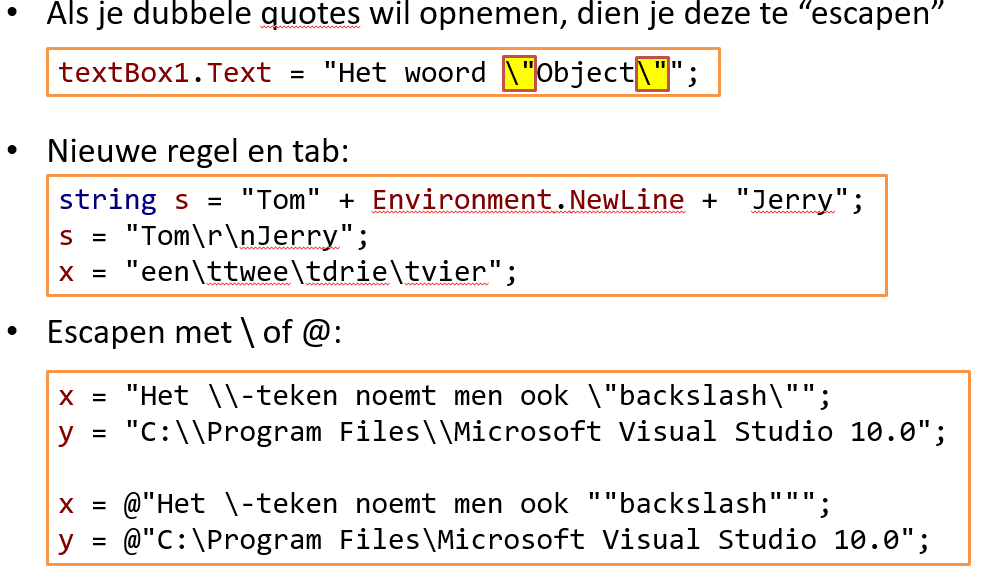 • Als je dubbele quotes wil opnemen, dien je deze te “escapen”
textBox1.Text = "Het woord \"Object\"";
• Nieuwe regel en tab:
string s = "Tom" + Environment.NewLine + "Jerry";
s = "Tom\r\nJerry";
x = "een\ttwee\tdrie\tvier";
• Escapen met \ of @:
x = "Het \\-teken noemt men ook \"backslash\"";
y = "C:\\Program Files\\Microsoft Visual Studio 10.0";
x = @"Het \-teken noemt men ook ""backslash""";
y = @"C:\Program Files\Microsoft Visual Studio 10.0";